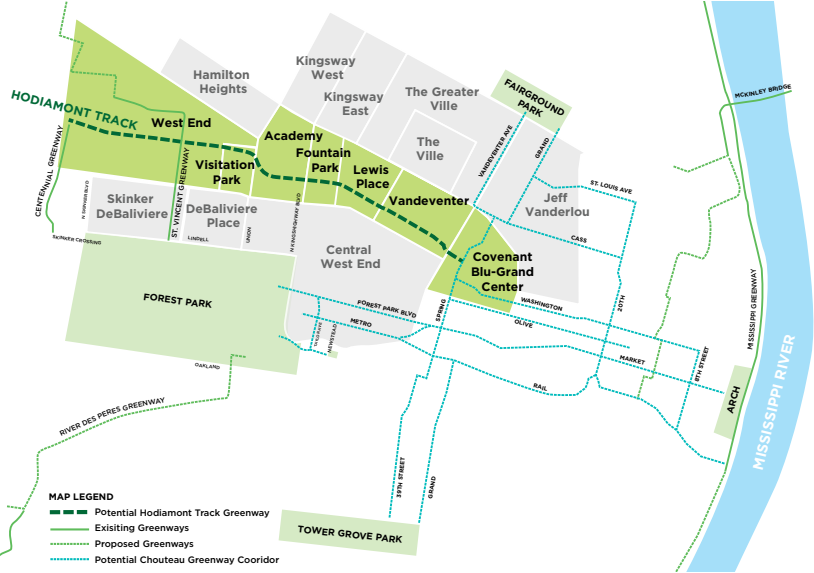 Hamilton
Heights
Kingsway
West
Kingsway
East
The Greater
Ville
The
Ville
FAIRGROUND
PARK
MCKINLEY BRIDGE
HODIAMONT TRACK
West End
Academy
Fountain
Park
Visitation
Park
Lewis
Place
Vandeventer
VANDEVENTER AVE
GRAND
ST. LOUIS AVE
Jeff
Vanderlou
CASS
CENTENNIAL GREENWAY
N SKINKER BLVD
Skinker
DeBaliviere
ST. VINCENT GREENWAY
DeBaliviere
Place
LINDELL
UNION
N KINGSHIGHWAY BLVD
SKINKER CROSSING
Central
West End
Covenant
Blu-Grand
Center
FOREST PARK
FOREST PARK BLVD
METRO
NEWSTEAD
SPRING
WASHINGTON
OLIVE
20TH
MARKET
8TH STREET
RAIL
ARCH
MISSISSIPPI GREENWAY
MISSISSIPPI RIVER
OAKLAND
RIVER DES PERES GREENWAY
39TH STREET
GRAND
TOWER GROVE PARK
MAP LEGEND
Potential Hodiamont Track Greenway
Exisiting Greenways
Proposed Greenways
Potential Chouteau Greenway Cooridor